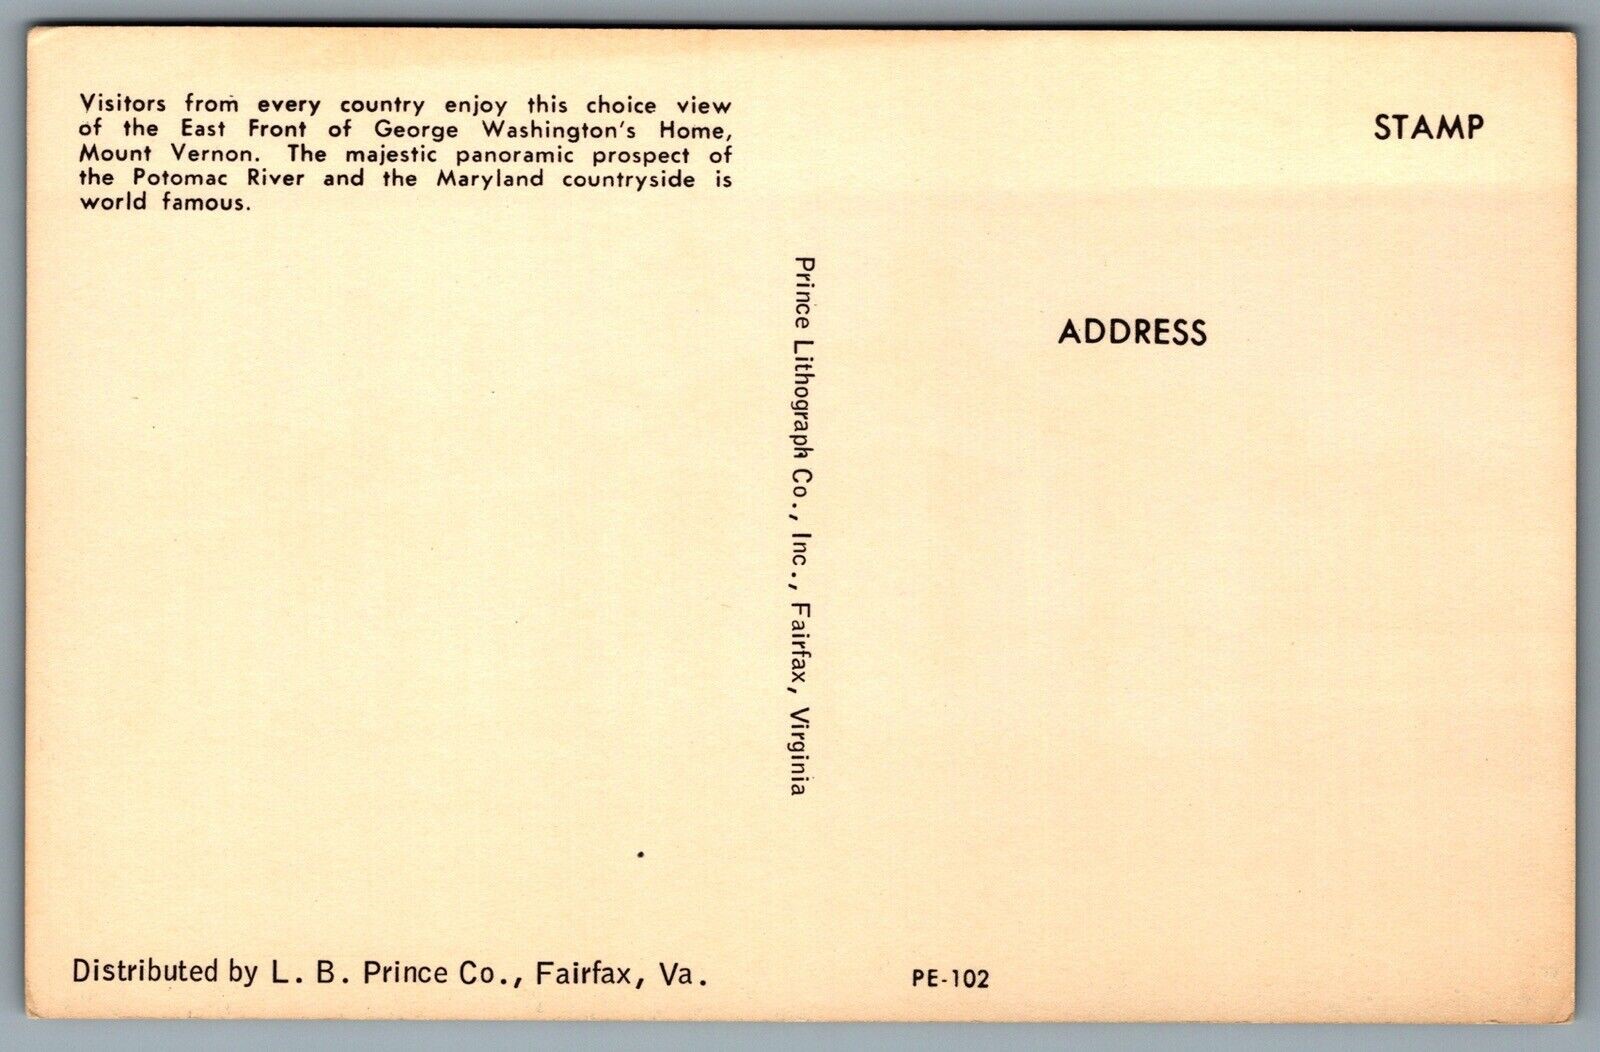 Visitors from every country enjoy this choice view
of the East Front of George Washington's Home,
Mount Vernon. The majestic panoramic prospect of
the Potomac River and the Maryland countryside is
world famous.
STAMP
ADDRESS
Prince Lithograph Co., Inc., Fairfax, Virginia
Distributed by L. B. Prince Co., Fairfax, Va.
PE-102